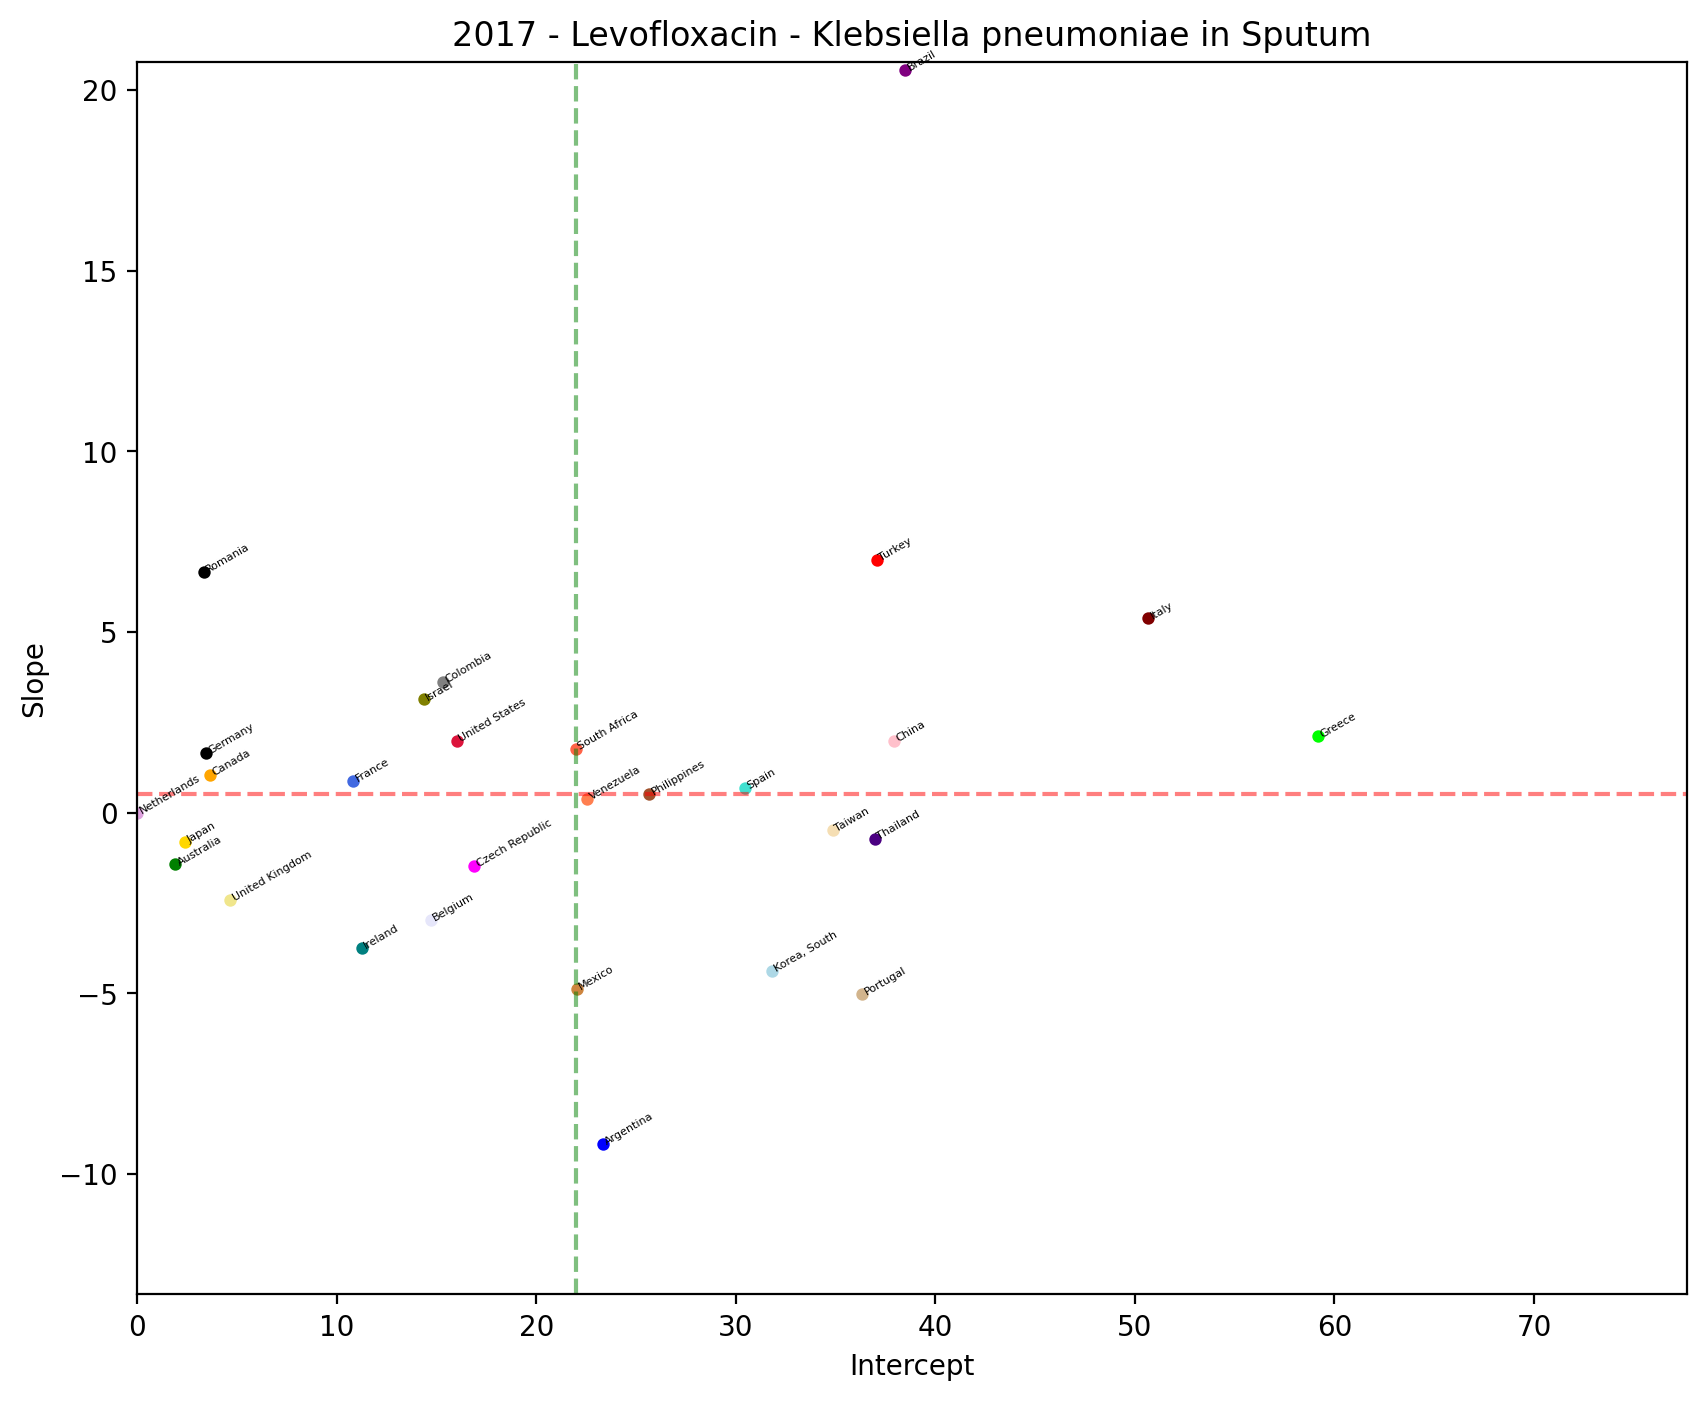 2017 - Levofloxacin - Klebsiella pneumoniae in Sputum
Brazil
20
15
10
Turkey
Romania
Italy
5
Colombia
Israel
United States
South Africa
Greece
China
Germany
Canada
France
Philippines
Spain
Venezuela
Netherlands
0
Taiwan
Thailand
Japan
Australia
Czech Republic
United Kingdom
Belgium
Ireland
Korea, South
Mexico
Portugal
−5
Argentina
−10
Slope
0 10 20 30 40 50 60 70
Intercept